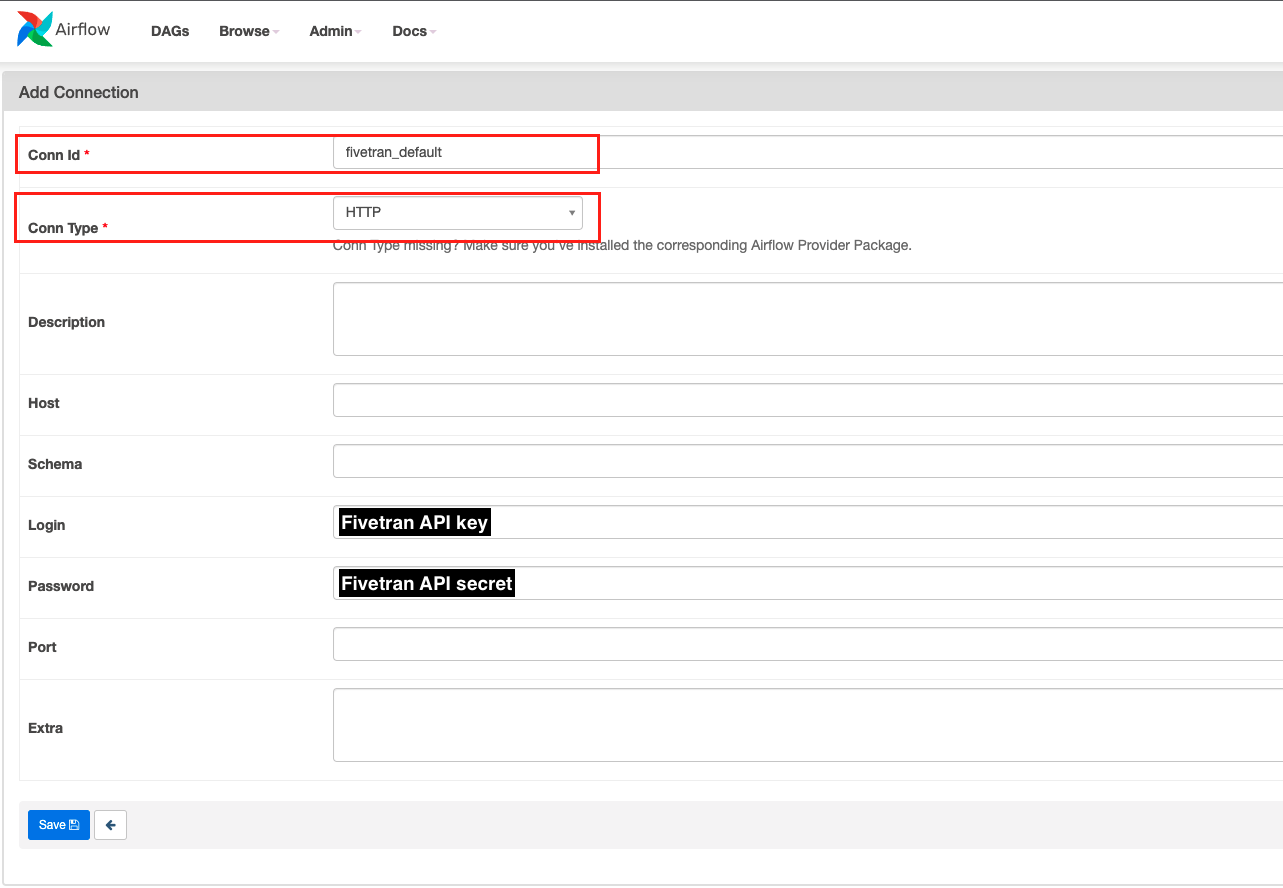 Airflow DAGs Browse Admin Docs
Add Connection
Conn Id * fivetran_default
Conn Type * HTTP
Conn Type missing? Make sure you've installed the corresponding Airflow Provider Package.
Description
Host
Schema
Login Fivetran API key
Password Fivetran API secret
Port
Extra
Save